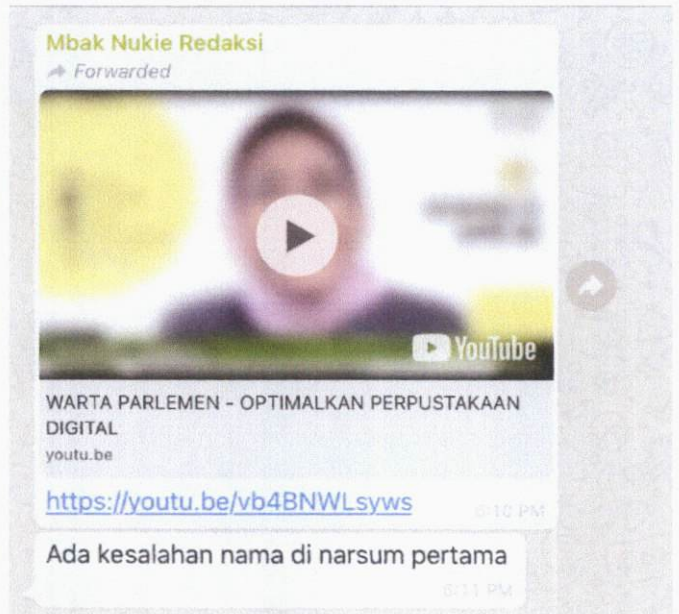 Mbak Nukie Redaksi
Forwarded
YouTube
WARTA PARLEMEN - OPTIMALKAN PERPUSTAKAAN
DIGITAL
youtu.be
https://youtu.be/vb4BNWLsyws
6:10 PM
Ada kesalahan nama di narsum pertama
6:11 PM